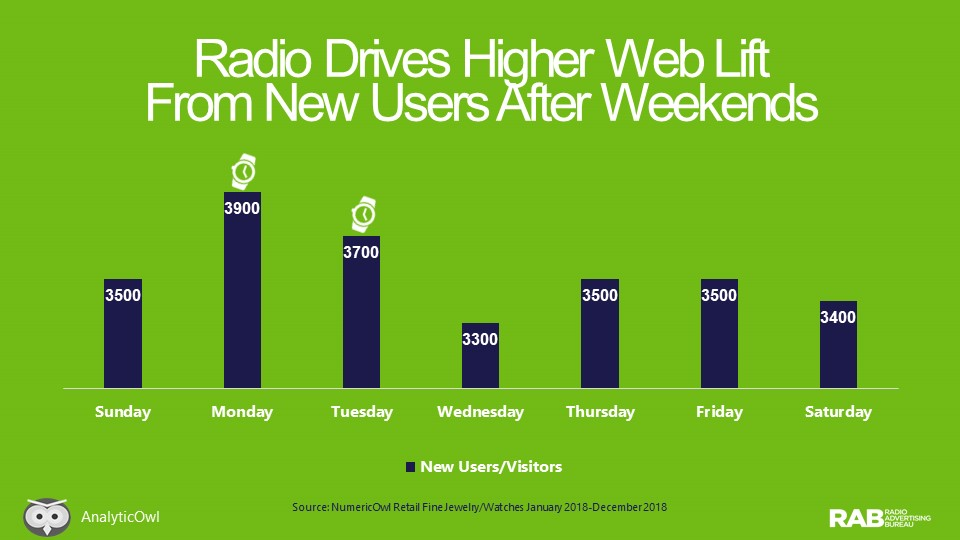 Radio Drives Higher Web Lift
From New Users After Weekends
3900
3700
3500
3500
3500
3400
3300
Sunday Monday Tuesday Wednesday Thursday Friday Saturday
New Users/Visitors
Source: NumericOwl Retail Fine Jewelry/Watches January 2018-December 2018
AnalyticOwl
RAB RADIO
ADVERTISING
BUREAU